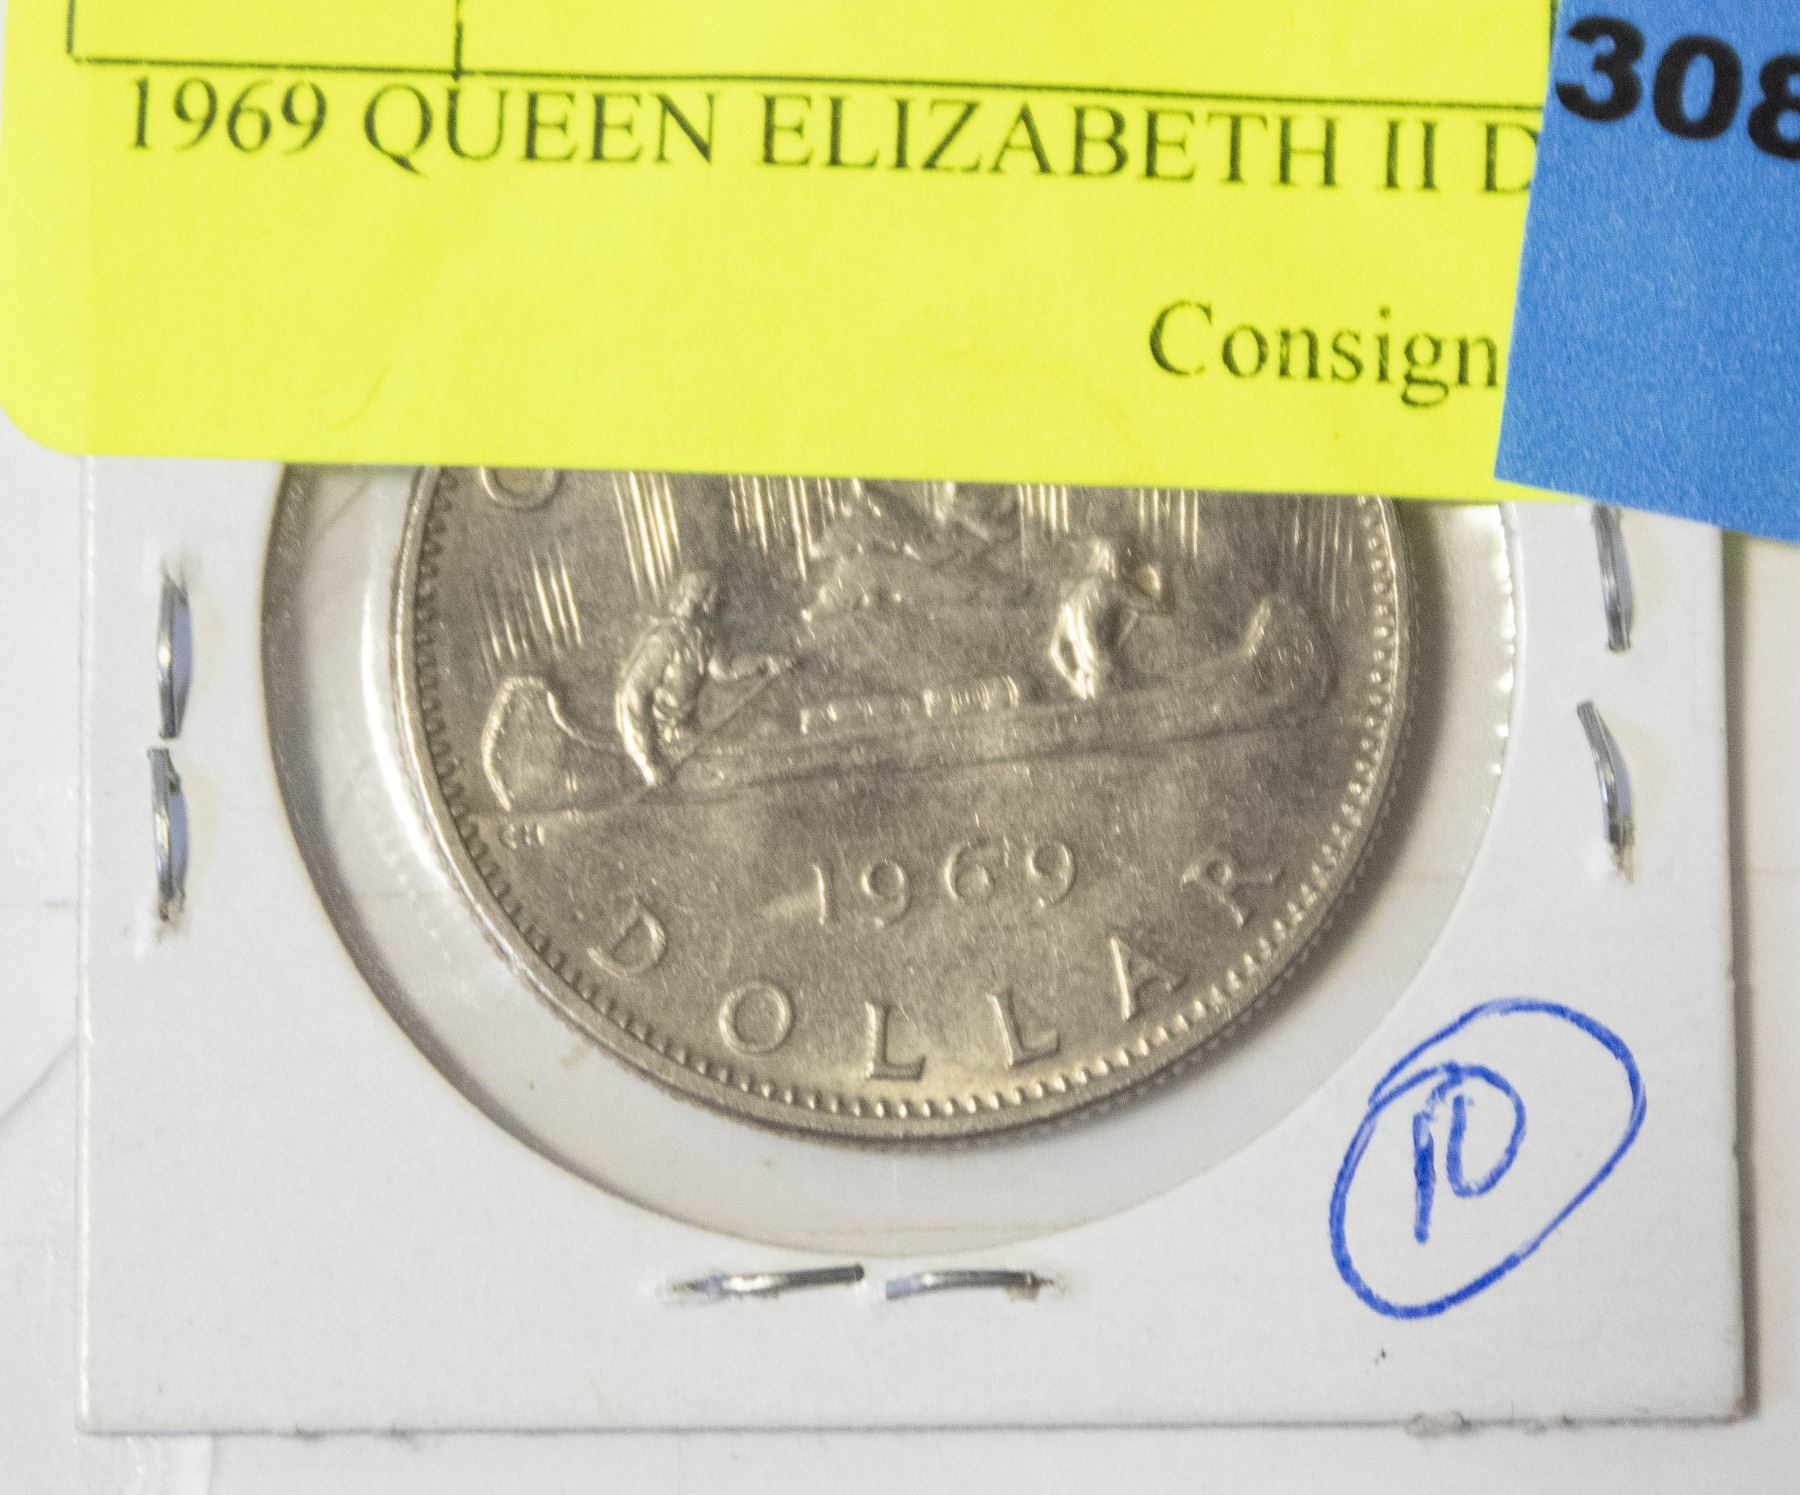 1969 QUEEN ELIZABETH II D
308
Consign
1969
DOLLAR
10